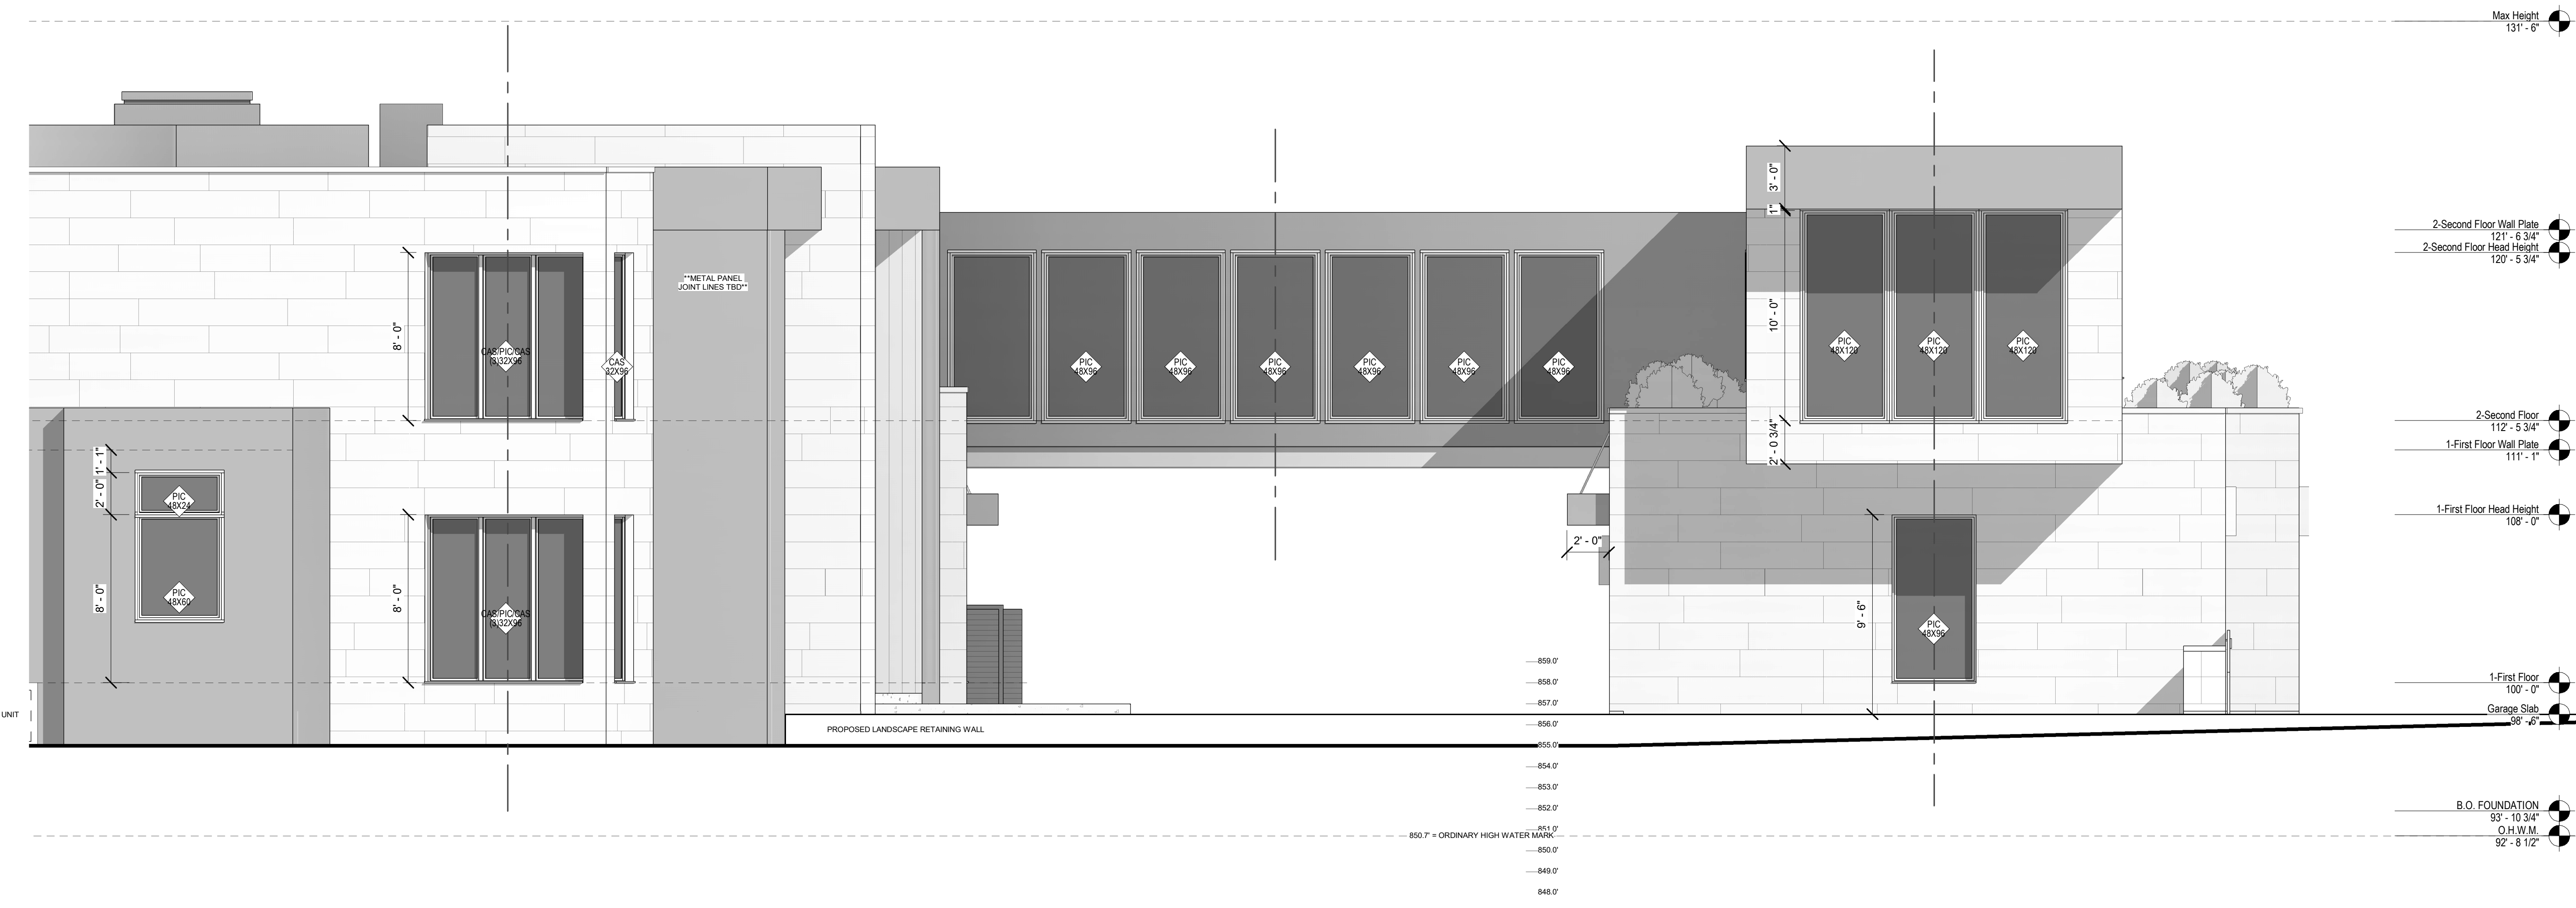 Max Height
131' - 6"
3' - 0"
1"
2-Second Floor Wall Plate
121' - 6 3/4"
2-Second Floor Head Height
120' - 5 3/4"
**METAL PANEL
JOINT LINES TBD**
8' - 0"
CAS/PIC/CAS
(3)32X96
CAS
32X96
PIC
48X96
PIC
48X96
PIC
48X96
PIC
48X96
PIC
48X96
PIC
48X96
10' - 0"
PIC
48X120
PIC
48X120
PIC
48X120
2-Second Floor
112' - 5 3/4"
1-First Floor Wall Plate
111' - 1"
2' - 0 3/4"
1' - 1"
2' - 0"
PIC
48X24
1-First Floor Head Height
108' - 0"
2' - 0"
8' - 0"
PIC
48X60
8' - 0"
CAS/PIC/CAS
(3)32X96
9' - 6"
PIC
48X96
859.0'
858.0'
857.0'
856.0'
855.0'
854.0'
853.0'
852.0'
851.0'
850.0'
849.0'
848.0'
1-First Floor
100' - 0"
Garage Slab
98' - 6"
UNIT
PROPOSED LANDSCAPE RETAINING WALL
B.O. FOUNDATION
93' - 10 3/4"
850.7' = ORDINARY HIGH WATER MARK
O.H.W.M.
92' - 8 1/2"